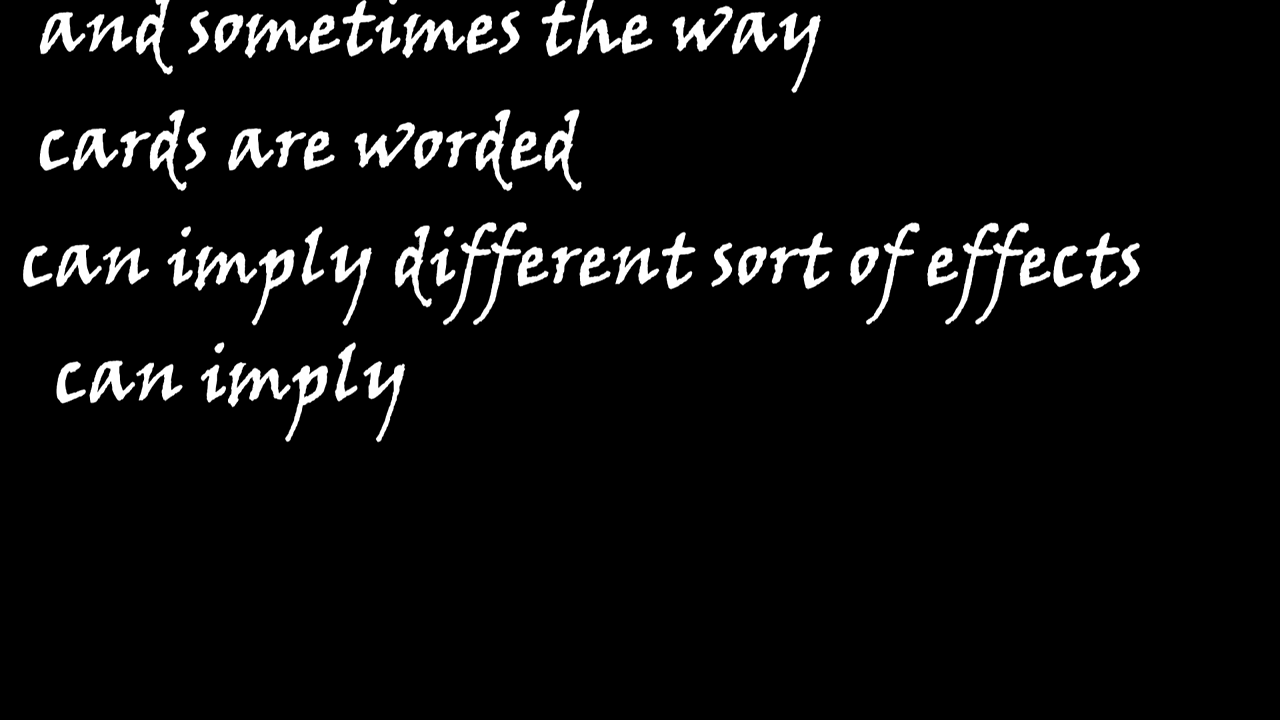 and sometimes the way
cards are worded
can imply different sort of effects
can imply